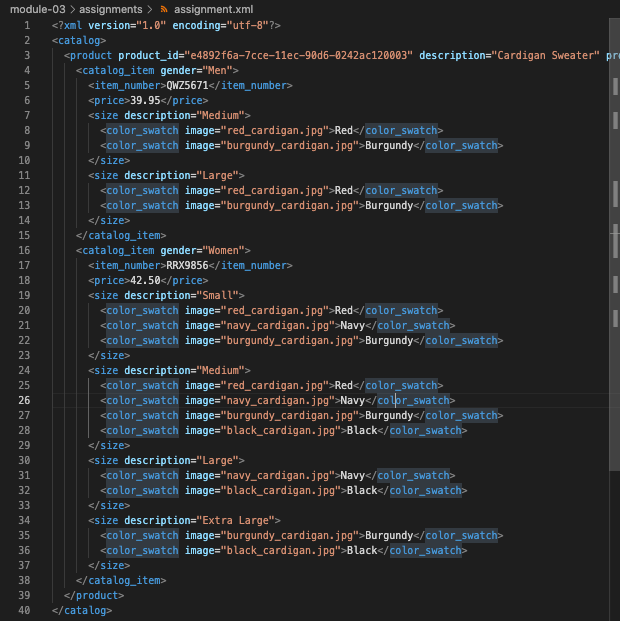 module-03 > assignments > assignment.xml
1 <?xml version="1.0" encoding="utf-8"?>
2 <catalog>
3 <product product_id="e4892f6a-7cce-11ec-90d6-0242ac120003" description="Cardigan Sweater" pro
4 <catalog_item gender="Men">
5 <item_number>QWZ5671</item_number>
6 <price>39.95</price>
7 <size description="Medium">
8 <color_swatch image="red_cardigan.jpg">Red</color_swatch>
9 <color_swatch image="burgundy_cardigan.jpg">Burgundy</color_swatch>
10 </size>
11 <size description="Large">
12 <color_swatch image="red_cardigan.jpg">Red</color_swatch>
13 <color_swatch image="burgundy_cardigan.jpg">Burgundy</color_swatch>
14 </size>
15 </catalog_item>
16 <catalog_item gender="Women">
17 <item_number>RRX9856</item_number>
18 <price>42.50</price>
19 <size description="Small">
20 <color_swatch image="red_cardigan.jpg">Red</color_swatch>
21 <color_swatch image="navy_cardigan.jpg">Navy</color_swatch>
22 <color_swatch image="burgundy_cardigan.jpg">Burgundy</color_swatch>
23 </size>
24 <size description="Medium">
25 <color_swatch image="red_cardigan.jpg">Red</color_swatch>
26 <color_swatch image="navy_cardigan.jpg">Navy</color_swatch>
27 <color_swatch image="burgundy_cardigan.jpg">Burgundy</color_swatch>
28 <color_swatch image="black_cardigan.jpg">Black</color_swatch>
29 </size>
30 <size description="Large">
31 <color_swatch image="navy_cardigan.jpg">Navy</color_swatch>
32 <color_swatch image="black_cardigan.jpg">Black</color_swatch>
33 </size>
34 <size description="Extra Large">
35 <color_swatch image="burgundy_cardigan.jpg">Burgundy</color_swatch>
36 <color_swatch image="black_cardigan.jpg">Black</color_swatch>
37 </size>
38 </catalog_item>
39 </product>
40 </catalog>